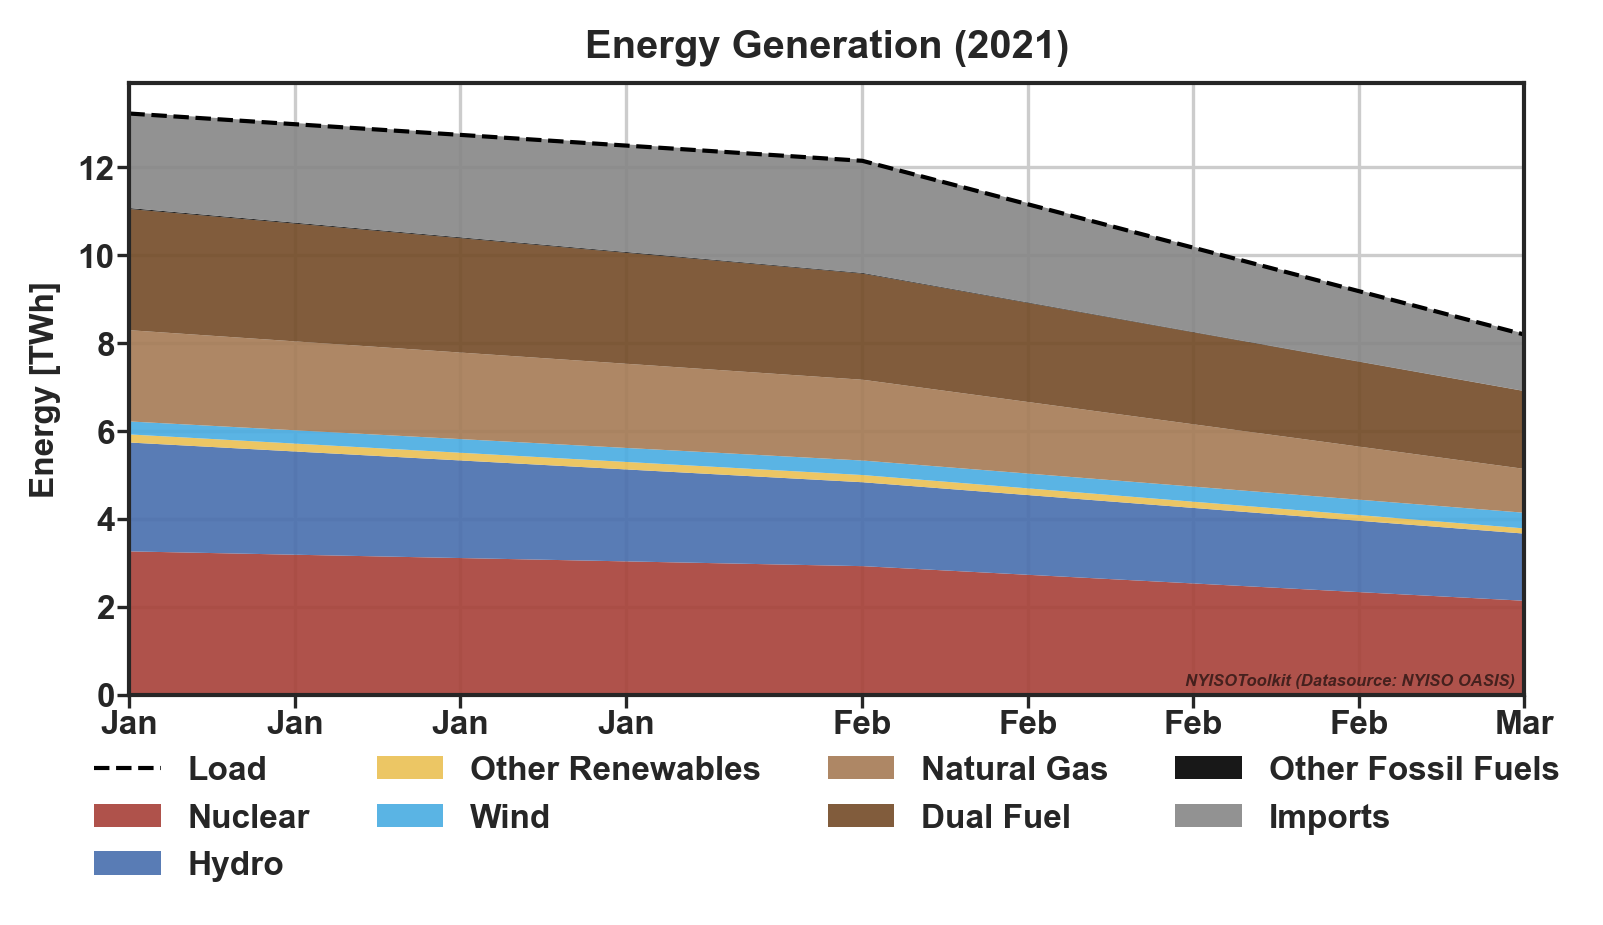 Energy Generation (2021)
Energy [TWh]
12
10
8
6
4
2
0
Jan Jan Jan Jan Feb Feb Feb Feb Mar
NYISOToolkit (Datasource: NYISO OASIS)
Load Other Renewables Natural Gas Other Fossil Fuels
Nuclear Wind Dual Fuel Imports
Hydro